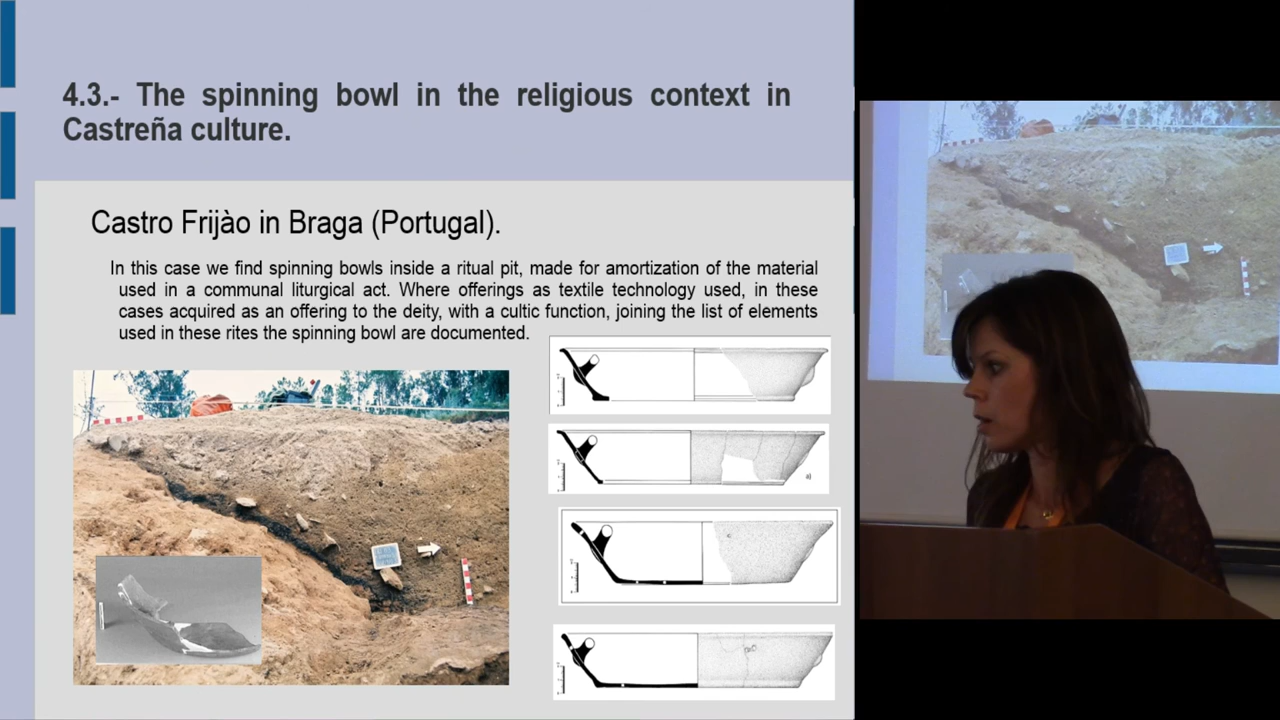 4.3.- The spinning bowl in the religious context in
Castreña culture.
Castro Frijào in Braga (Portugal).
In this case we find spinning bowls inside a ritual pit, made for amortization of the material
used in a communal liturgical act. Where offerings as textile technology used, in these
cases acquired as an offering to the deity, with a cultic function, joining the list of elements
used in these rites the spinning bowl are documented.
a)